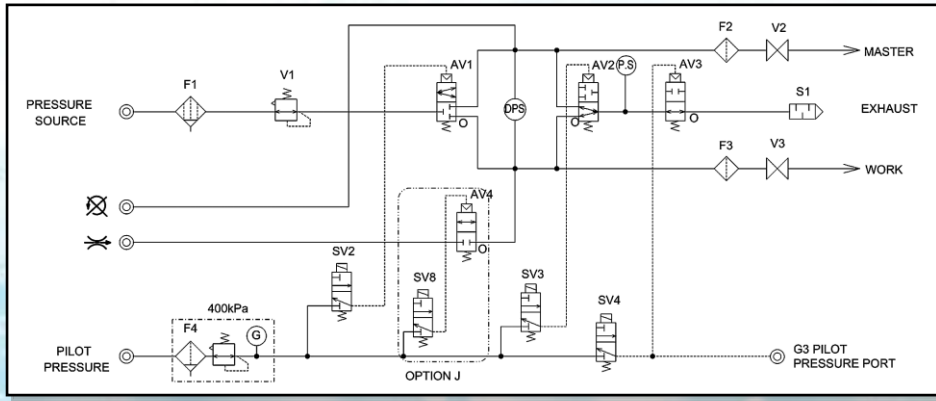 F2
V2
MASTER
F1
V1
AV1
AV2
P.S
AV3
S1
PRESSURE
SOURCE
DPS
EXHAUST
O
O
O
F3
V3
WORK
AV4
O
SV2
SV8
SV3
SV4
400kPa
F4
G
PILOT
PRESSURE
OPTION J
G3 PILOT
PRESSURE PORT